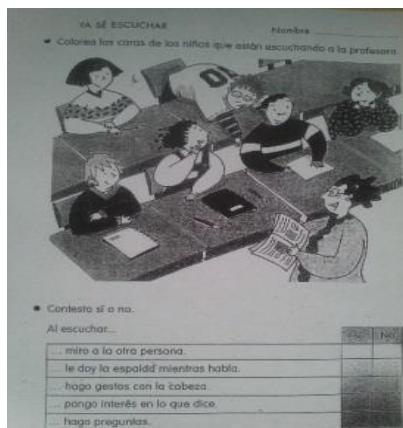 YA SÉ ESCUCHAR
Nombre
Colorea las caras de los niños que están escuchando a la profesora
Contesta sí o no.
Al escuchar...
No
... miro a la otra persona.
... le doy la espalda mientras habla.
... hago gestos con la cabeza.
... pongo interés en lo que dice.
... hago preguntas.